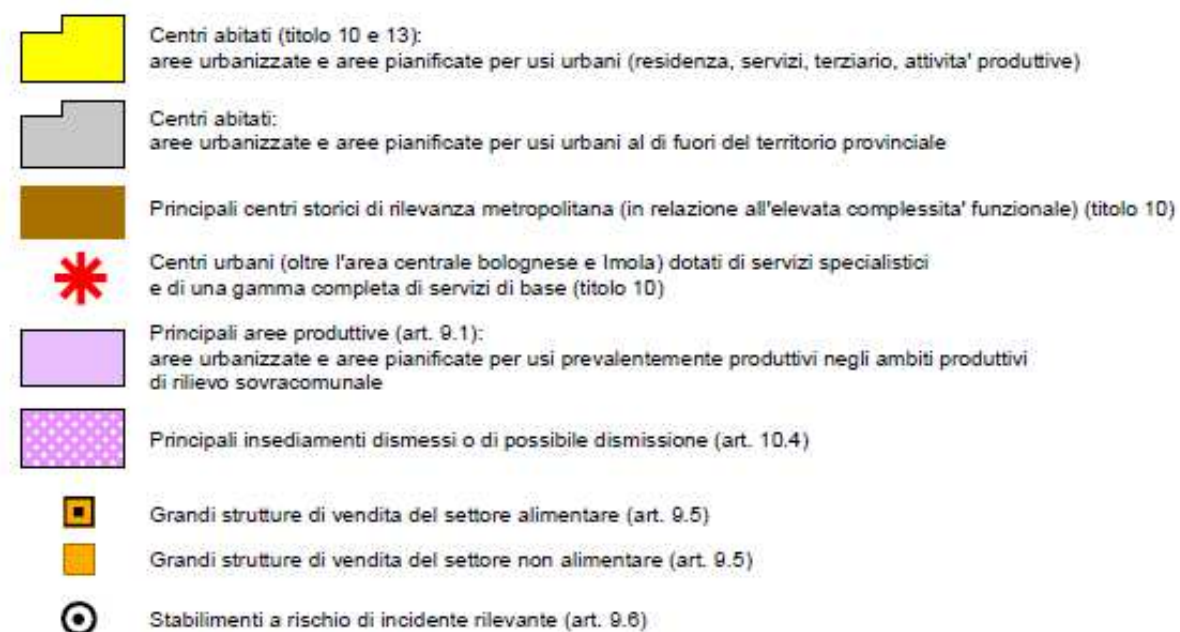 Centri abitati (titolo 10 e 13):
aree urbanizzate e aree pianificate per usi urbani (residenza, servizi, terziario, attivita' produttive)
Centri abitati:
aree urbanizzate e aree pianificate per usi urbani al di fuori del territorio provinciale
Principali centri storici di rilevanza metropolitana (in relazione all'elevata complessita' funzionale) (titolo 10)
Centri urbani (oltre l'area centrale bolognese e Imola) dotati di servizi specialistici
e di una gamma completa di servizi di base (titolo 10)
Principali aree produttive (art. 9.1):
aree urbanizzate e aree pianificate per usi prevalentemente produttivi negli ambiti produttivi
di rilievo sovracomunale
Principali insediamenti dismessi o di possibile dismissione (art. 10.4)
Grandi strutture di vendita del settore alimentare (art. 9.5)
Grandi strutture di vendita del settore non alimentare (art. 9.5)
Stabilimenti a rischio di incidente rilevante (art. 9.6)